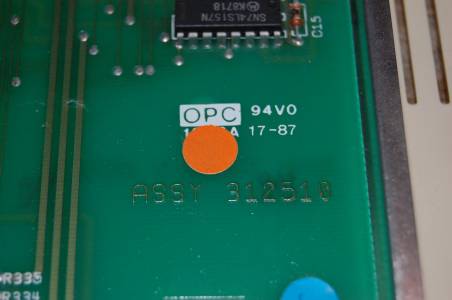 SN74LS157N
K8718
C15
OPC 94V0
17-87
ASSY 312510
R335
R334